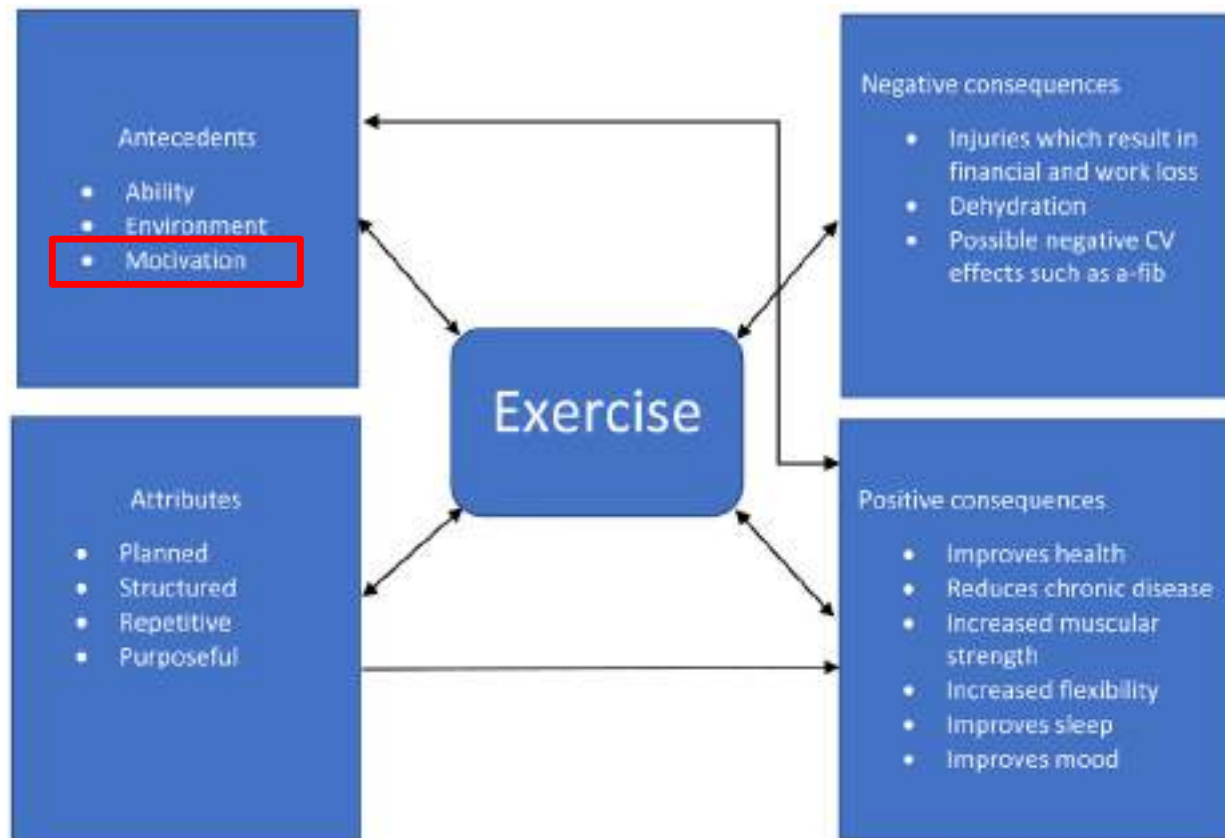 Antecedents
• Ability
• Environment
• Motivation
Negative consequences
• Injuries which result in
financial and work loss
• Dehydration
• Possible negative CV
effects such as a-fib
Exercise
Attributes
• Planned
• Structured
• Repetitive
• Purposeful
Positive consequences
• Improves health
• Reduces chronic disease
• Increased muscular
strength
• Increased flexibility
• Improves sleep
• Improves mood